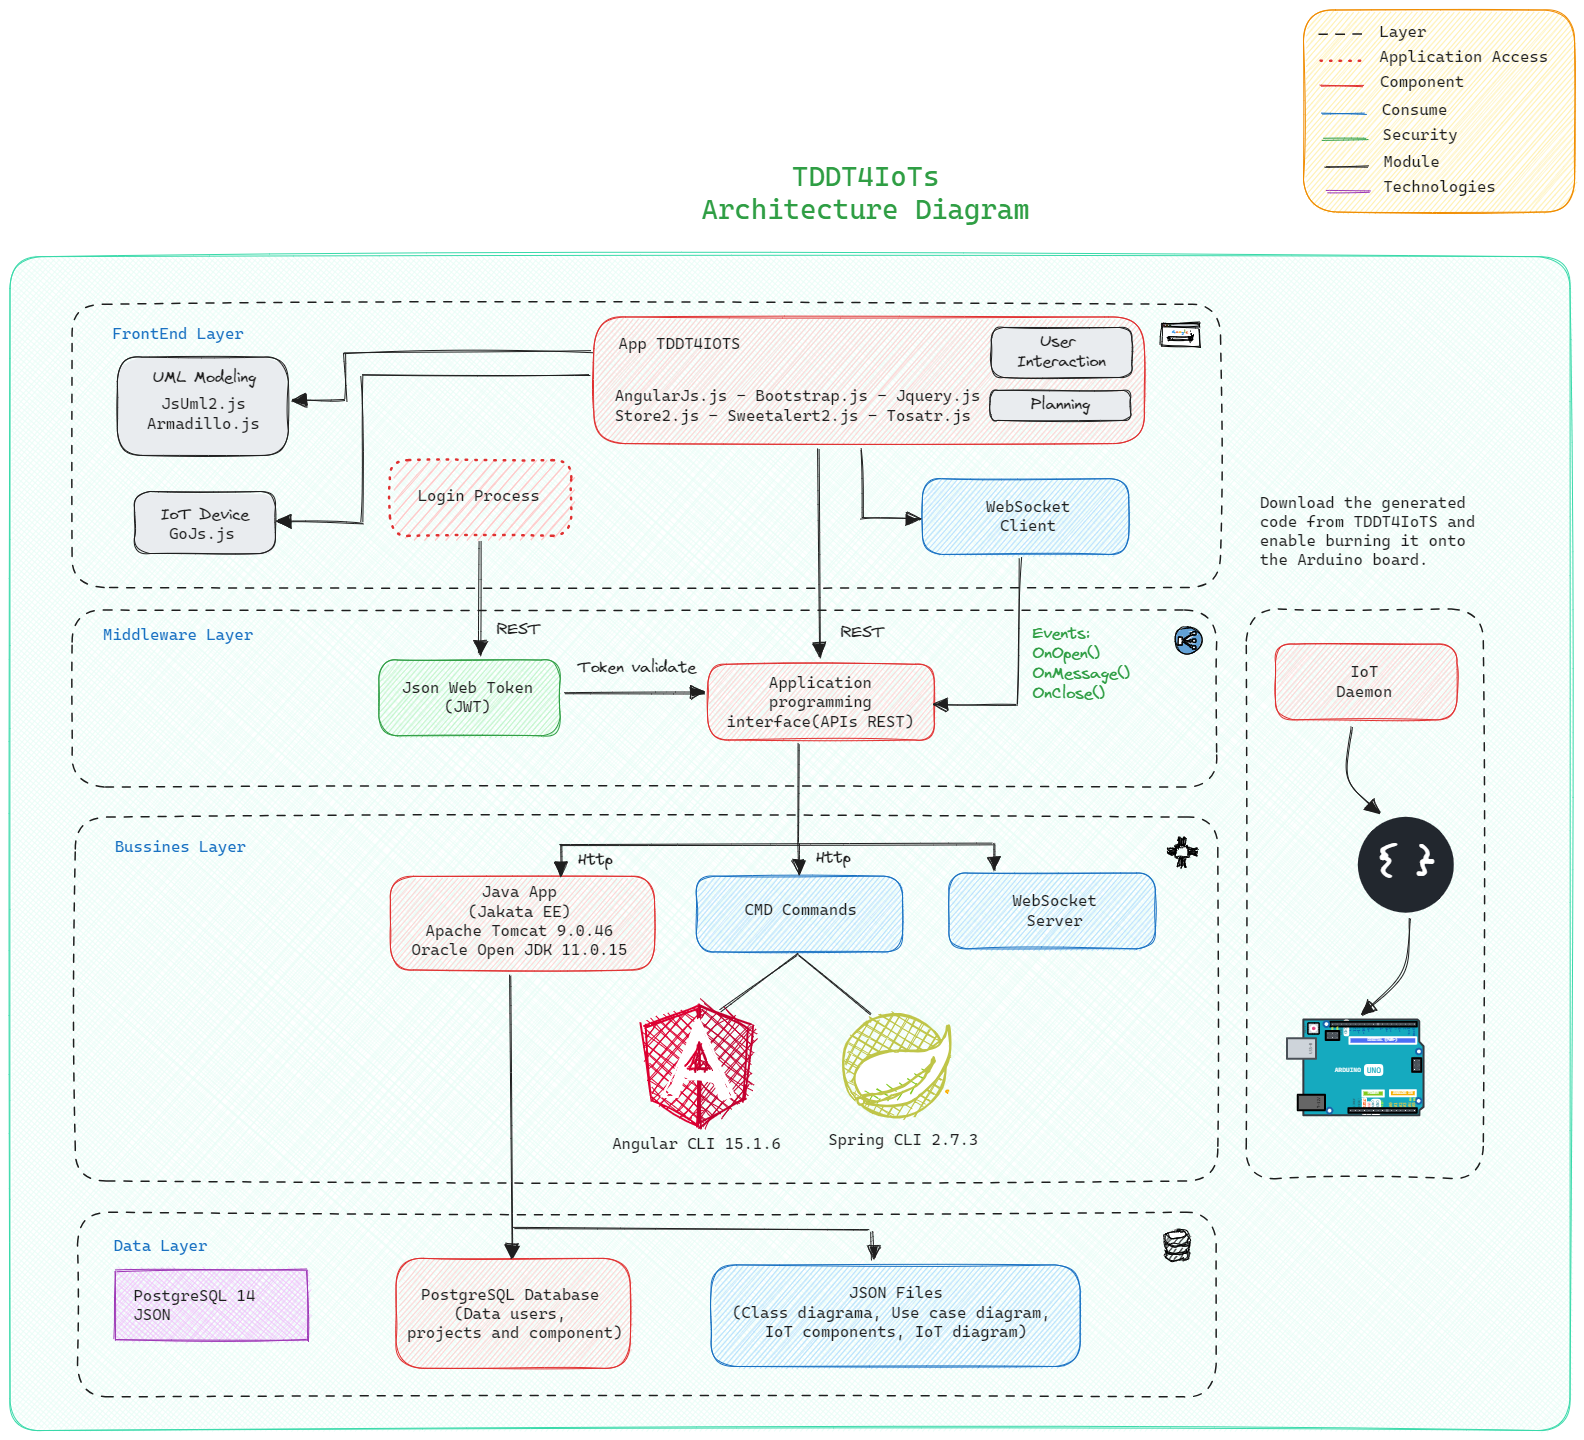 Layer
Application Access
Component
Consume
Security
Module
Technologies
TDDT4IoTs
Architecture Diagram
FrontEnd Layer
UML Modeling
JsUml2.js
Armadillo.js
App TDDT4IOTS
AngularJs.js - Bootstrap.js - Jquery.js
Store2.js - Sweetalert2.js - Tosatr.js
User
Interaction
Planning
IoT Device
GoJs.js
Login Process
WebSocket
Client
Download the generated
code from TDDT4IoTS and
enable burning it onto
the Arduino board.
Middleware Layer
REST
REST
Events:
OnOpen()
OnMessage()
OnClose()
Json Web Token
(JWT)
Token validate
Application
programming
interface(APIs REST)
IoT
Daemon
Bussines Layer
Http
Http
Java App
(Jakata EE)
Apache Tomcat 9.0.46
Oracle Open JDK 11.0.15
CMD Commands
WebSocket
Server
{ }
Angular CLI 15.1.6
Spring CLI 2.7.3
ARDUINO UNO
Data Layer
PostgreSQL 14
JSON
PostgreSQL Database
(Data users,
projects and component)
JSON Files
(Class diagrama, Use case diagram,
IoT components, IoT diagram)